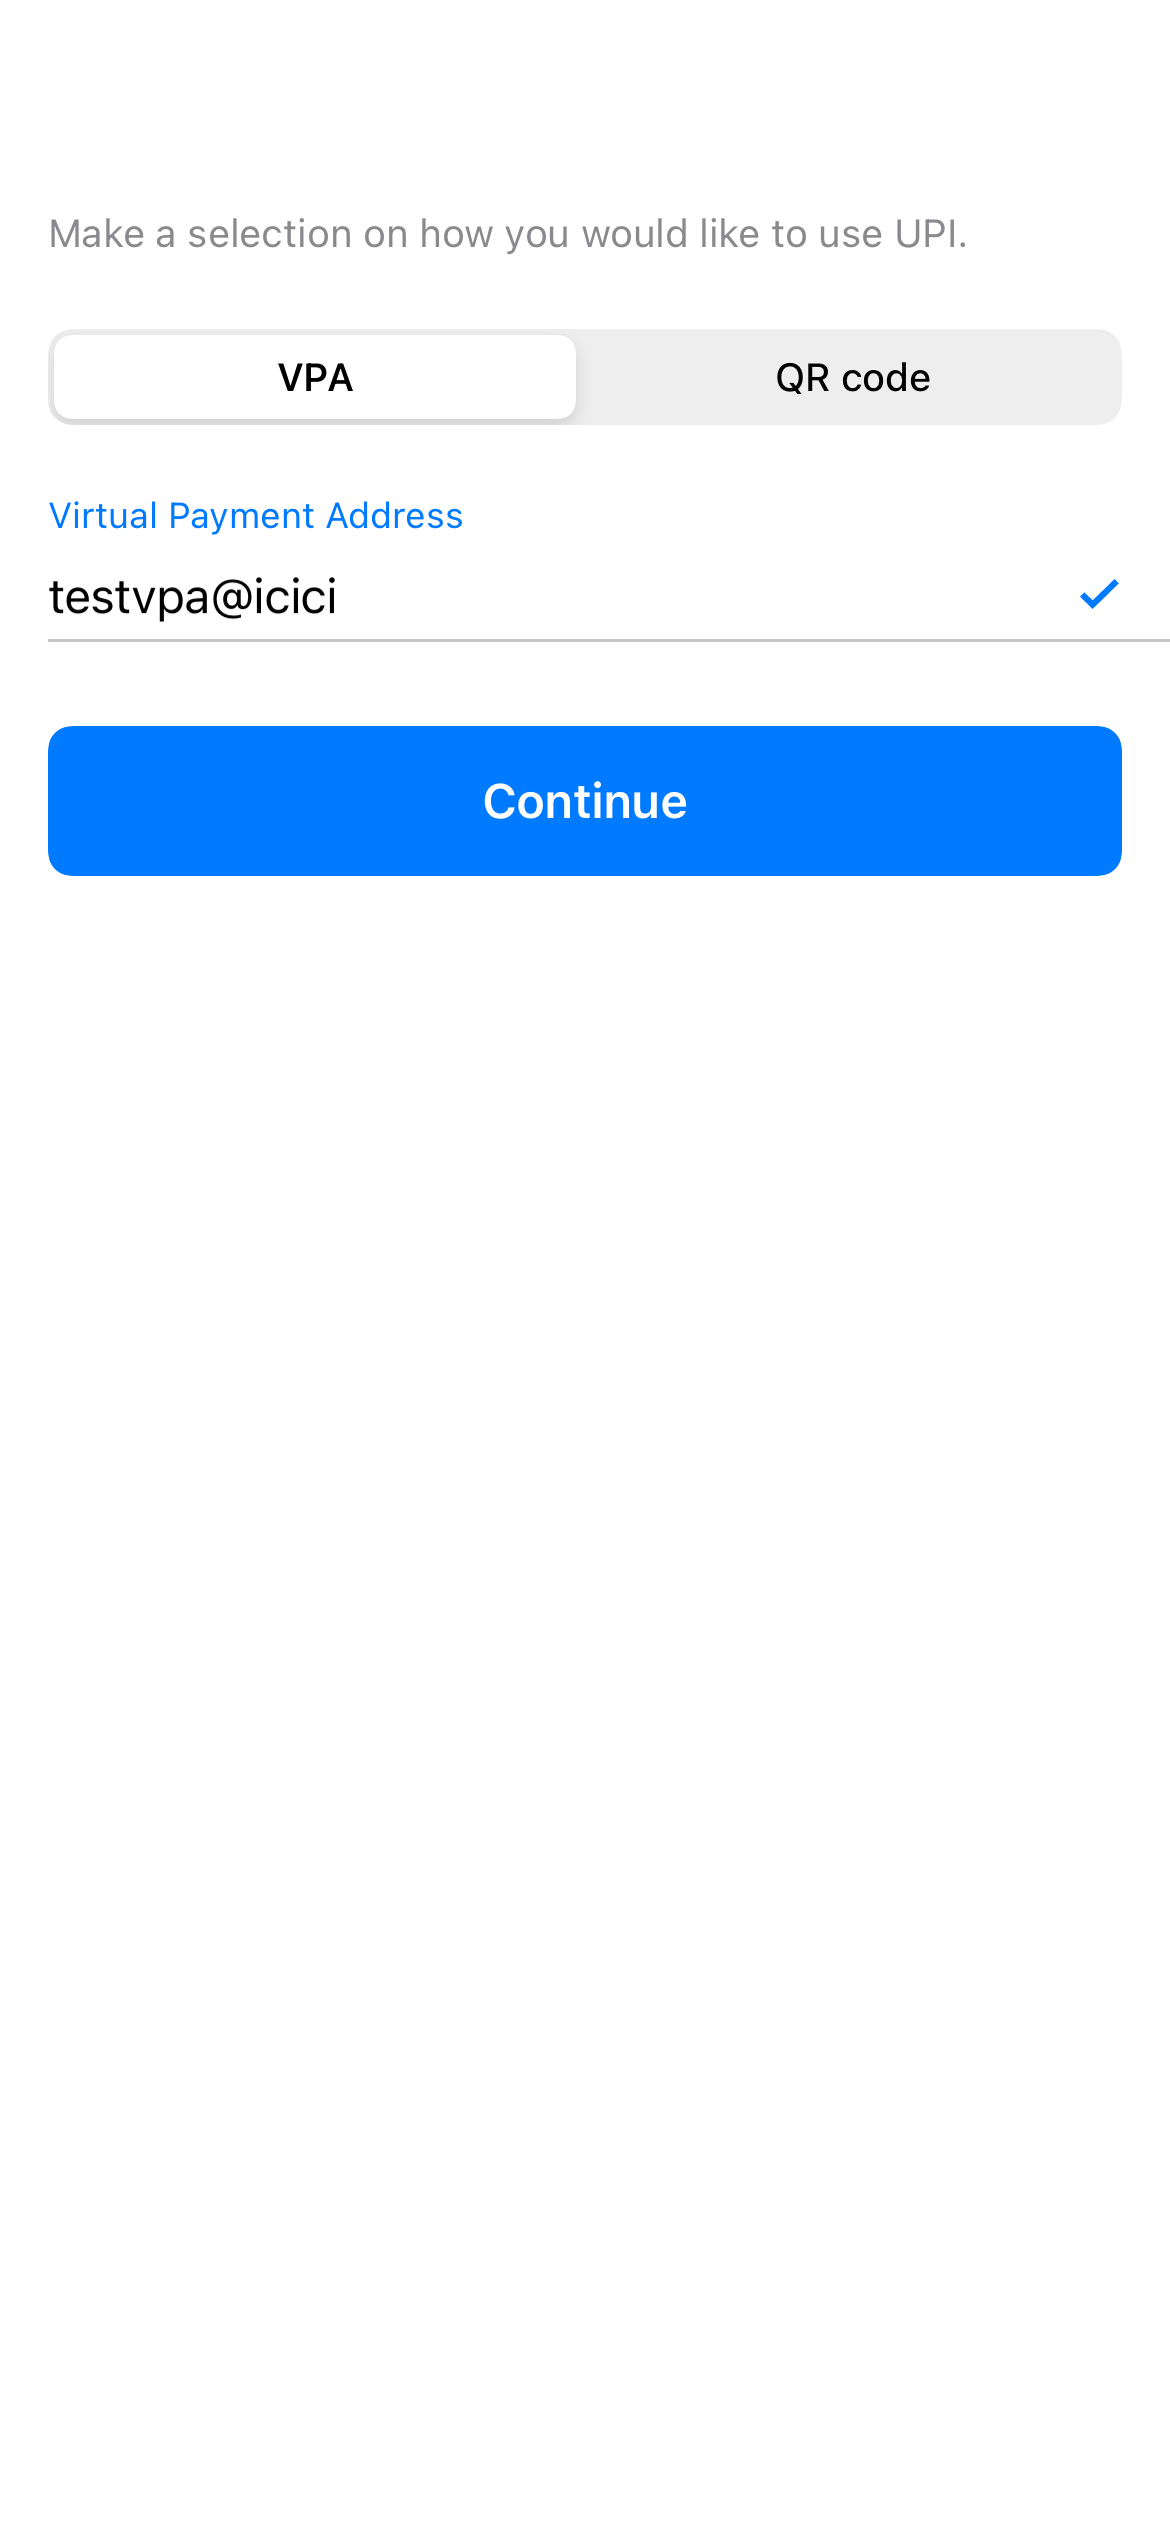 Make a selection on how you would like to use UPI.
VPA
QR code
Virtual Payment Address
testvpa@icici
Continue